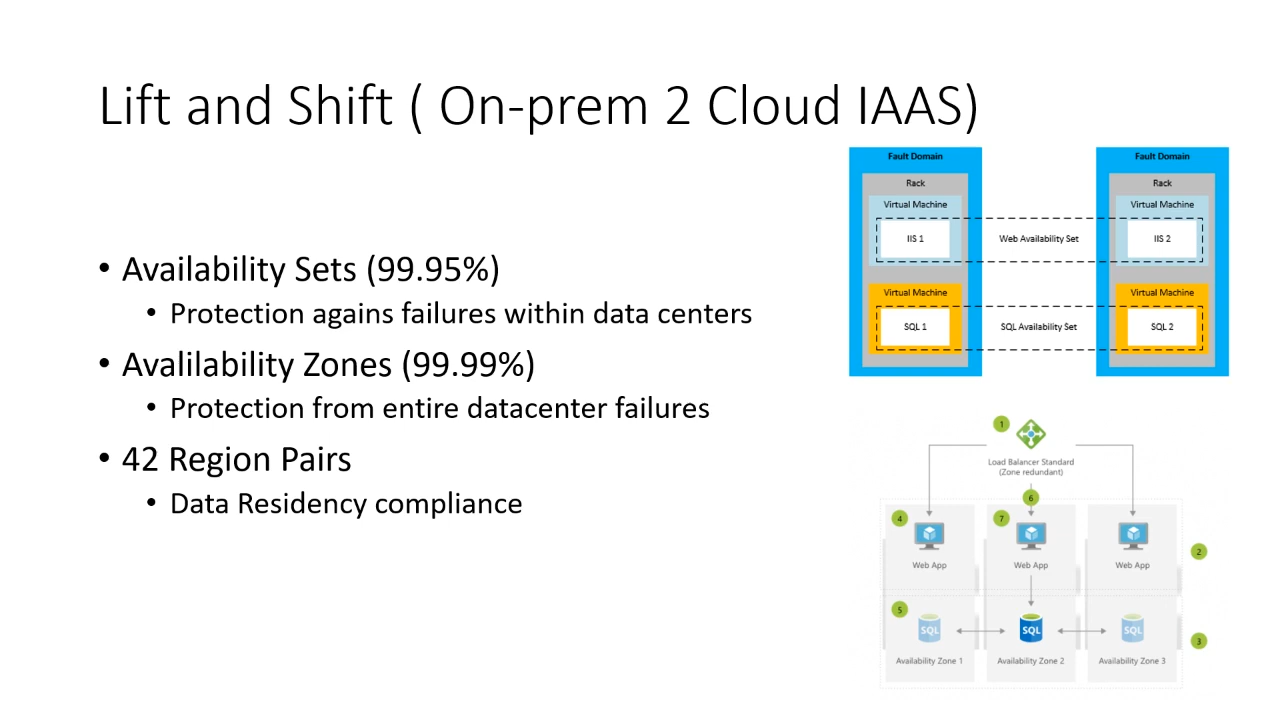 Lift and Shift ( On-prem 2 Cloud IAAS)
• Availability Sets (99.95%)
• Protection agains failures within data centers
• Avalilability Zones (99.99%)
• Protection from entire datacenter failures
• 42 Region Pairs
• Data Residency compliance
Fault Domain
Fault Domain
Rack
Rack
Virtual Machine
Virtual Machine
IIS 1
Web Availability Set
IIS 2
Virtual Machine
Virtual Machine
SQL 1
SQL Availability Set
SQL 2
1
Load Balancer Standard
(Zone redundant)
6
4
7
Web App
Web App
Web App
2
5
SQL
SQL
SQL
3
Availability Zone 1
Availability Zone 2
Availability Zone 3